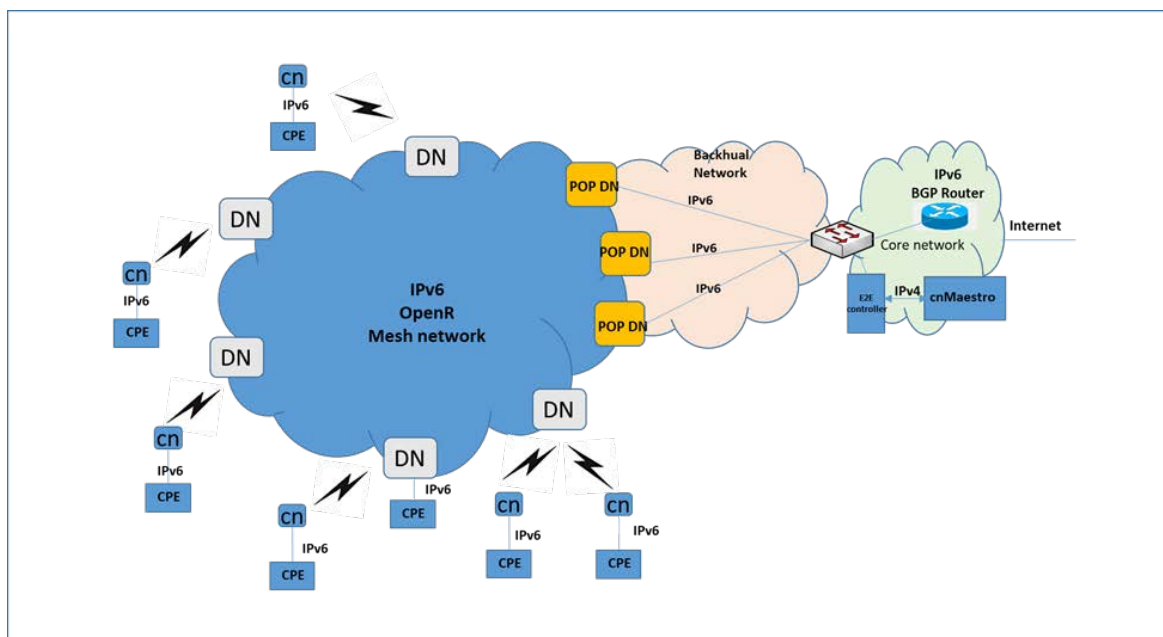 cn
IPv6
CPE
DN
DN
cn
IPv6
CPE
DN
cn
IPv6
CPE
IPv6
OpenR
Mesh network
DN
cn
IPv6
CPE
DN
IPv6
CPE
cn
IPv6
CPE
cn
IPv6
CPE
POP DN
POP DN
POP DN
Backhual
Network
IPv6
IPv6
IPv6
IPv6
BGP Router
Core network
Internet
E2E
controller
IPv4
cnMaestro